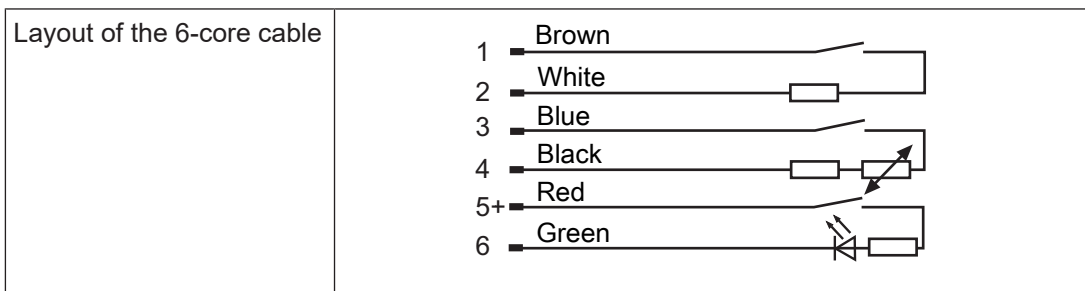 Layout of the 6-core cable
1 Brown
2 White
3 Blue
4 Black
5+ Red
6 Green